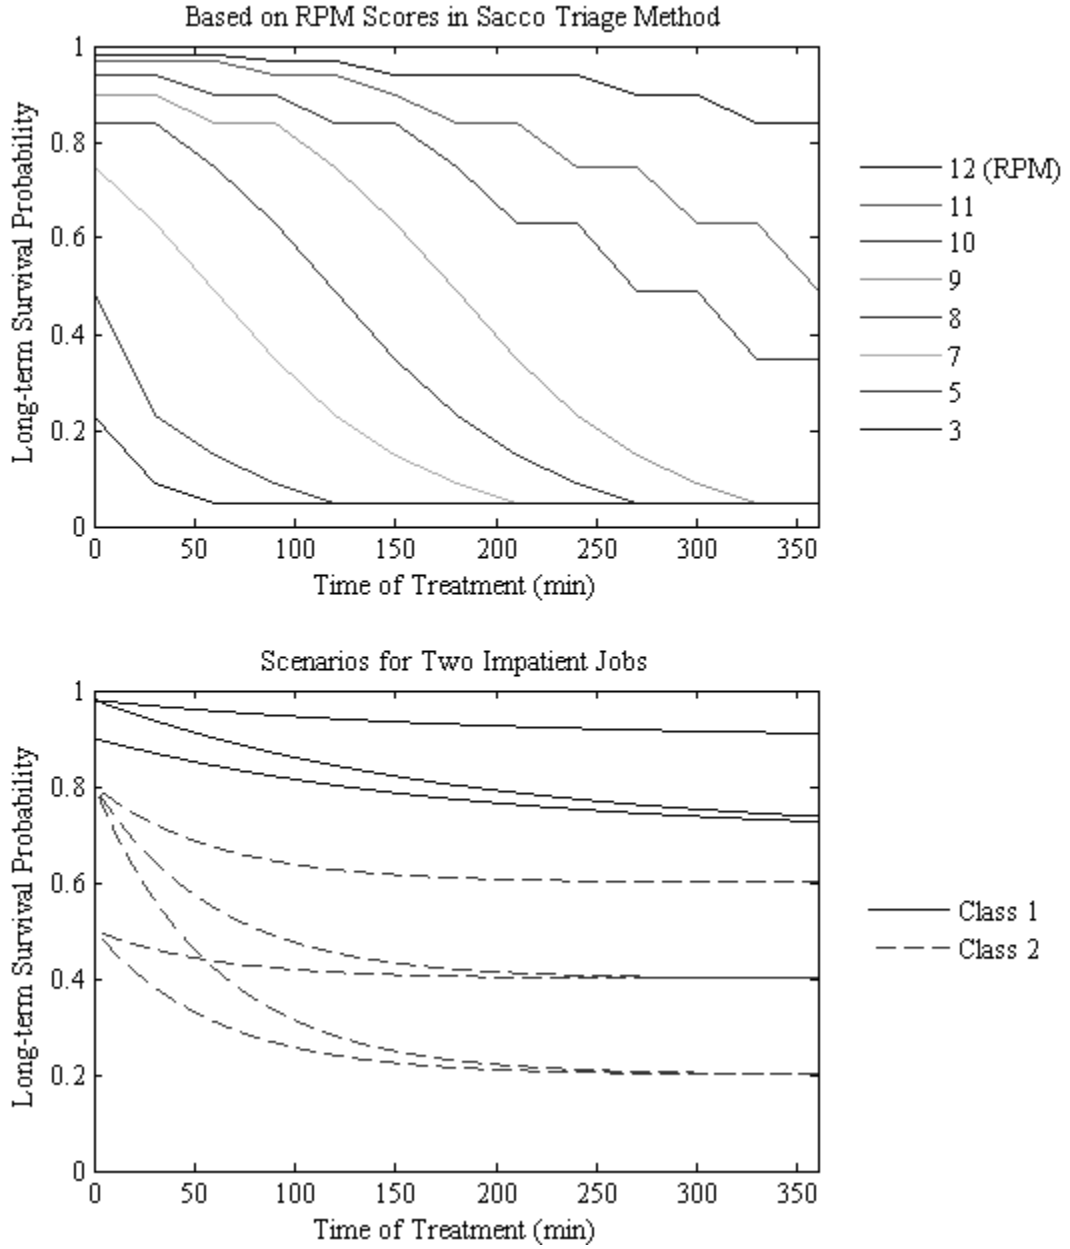 Based on RPM Scores in Sacco Triage Method
Long-term Survival Probability
1
0.8
0.6
0.4
0.2
0
0 50 100 150 200 250 300 350
Time of Treatment (min)
12 (RPM)
11
10
9
8
7
5
3
Scenarios for Two Impatient Jobs
Long-term Survival Probability
1
0.8
0.6
0.4
0.2
0
0 50 100 150 200 250 300 350
Time of Treatment (min)
Class 1
Class 2